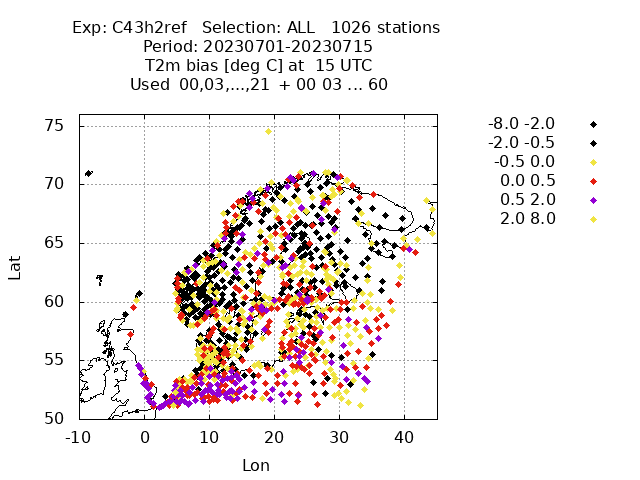 Exp: C43h2ref Selection: ALL 1026 stations
Period: 20230701-20230715
T2m bias [deg C] at 15 UTC
Used 00,03,...,21 + 00 03 ... 60
-8.0 -2.0
-2.0 -0.5
-0.5 0.0
0.0 0.5
0.5 2.0
2.0 8.0
75
70
65
60
55
50
Lat
-10 0 10 20 30 40
Lon